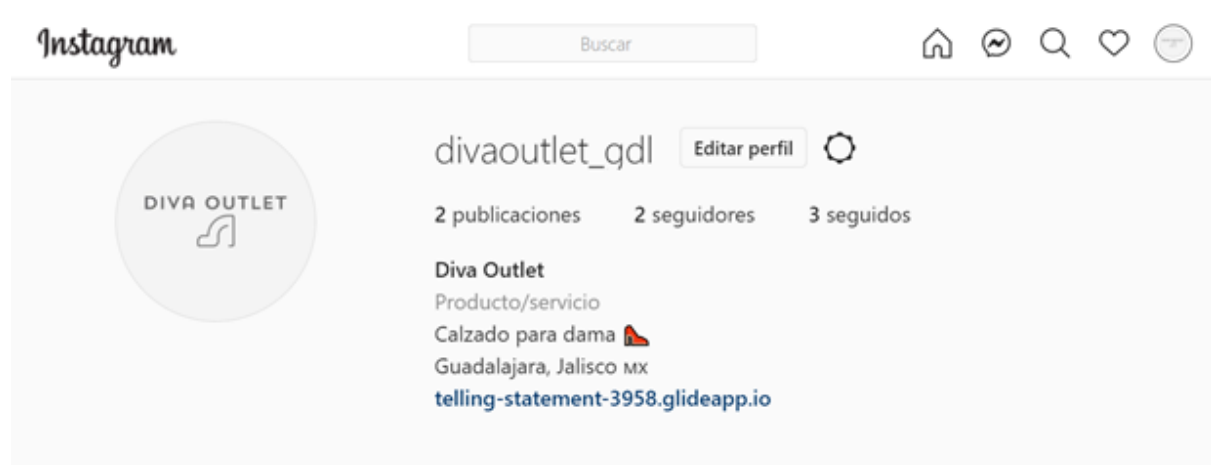 Instagram
Buscar
DIVA OUTLET
divaoutlet_gdl Editar perfil
2 publicaciones 2 seguidores 3 seguidos
Diva Outlet
Producto/servicio
Calzado para dama 👠
Guadalajara, Jalisco MX
telling-statement-3958.glideapp.io